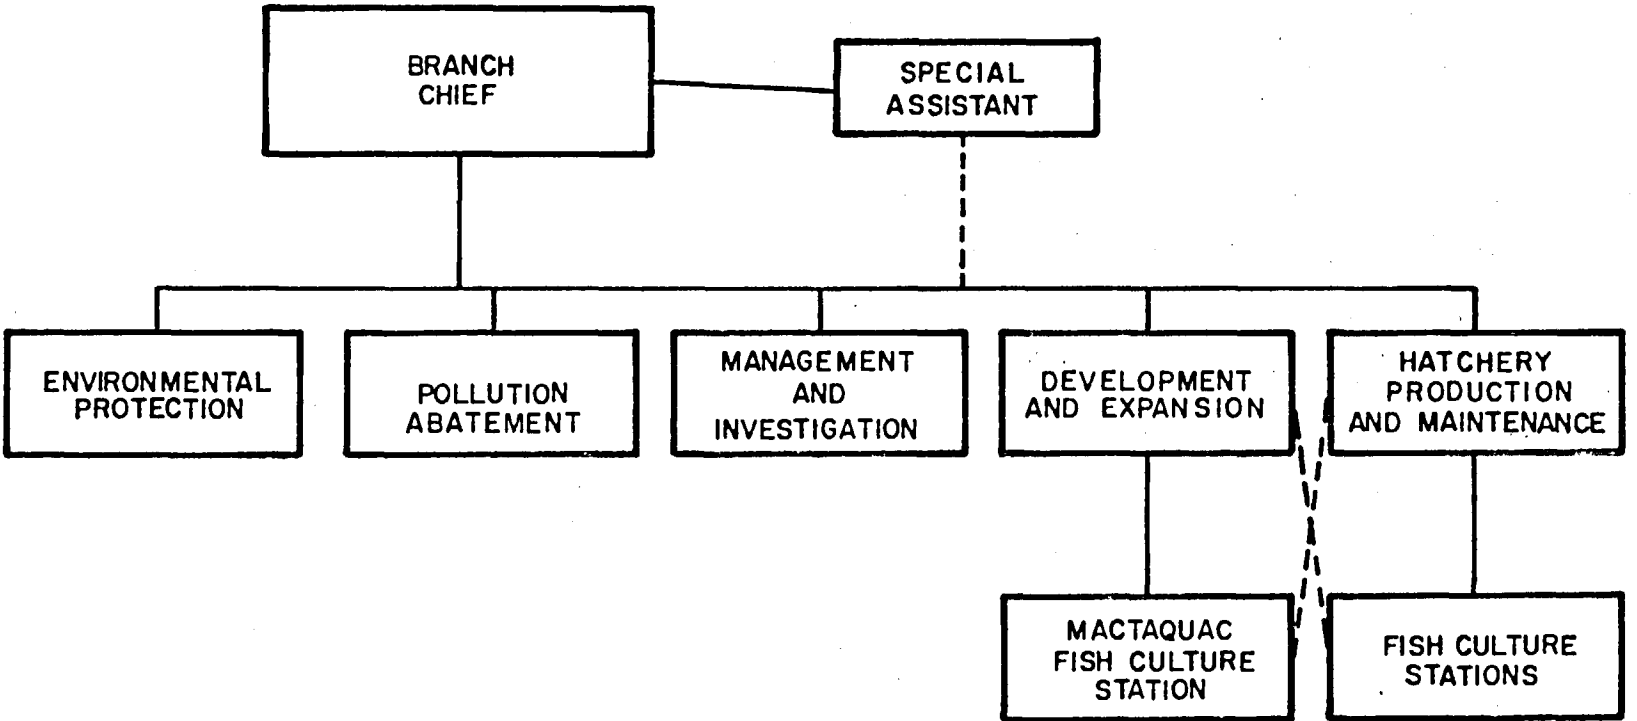 BRANCH
CHIEF
SPECIAL
ASSISTANT
ENVIRONMENTAL
PROTECTION
POLLUTION
ABATEMENT
MANAGEMENT
AND
INVESTIGATION
DEVELOPMENT
AND EXPANSION
HATCHERY
PRODUCTION
AND MAINTENANCE
MACTAQUAC
FISH CULTURE
STATION
FISH CULTURE
STATIONS